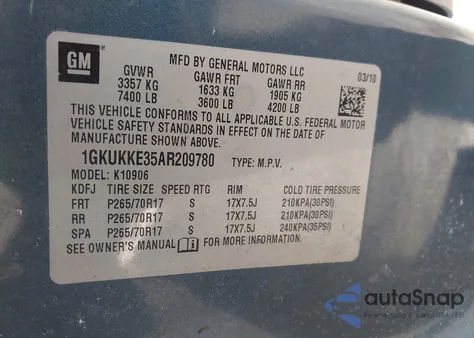 GM
MFD BY GENERAL MOTORS LLC
03/10
GVWR GAWR FRT GAWR RR
3357 KG 1633 KG 1905 KG
7400 LB 3600 LB 4200 LB
THIS VEHICLE CONFORMS TO ALL APPLICABLE U.S. FEDERAL MOTOR
VEHICLE SAFETY STANDARDS IN EFFECT ON THE DATE OF
MANUFACTURE SHOWN ABOVE.
1GKUKKE35AR209780 TYPE: M.P.V.
MODEL: K10906
KDFJ TIRE SIZE SPEED RTG RIM COLD TIRE PRESSURE
FRT P265/70R17 S 17X7.5J 210KPA(30PSI)
RR P265/70R17 S 17X7.5J 210KPA(30PSI)
SPA P265/70R17 S 17X7.5J 240KPA(35PSI)
SEE OWNER'S MANUAL FOR MORE INFORMATION.
autoSnap